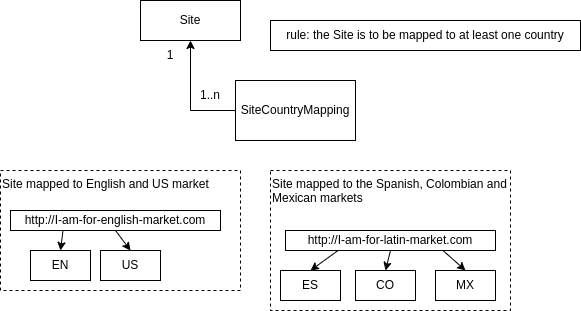 Site
rule: the Site is to be mapped to at least one country
1
1..n
SiteCountryMapping
Site mapped to English and US market
http://I-am-for-english-market.com
EN
US
Site mapped to the Spanish, Colombian and
Mexican markets
http://I-am-for-latin-market.com
ES
CO
MX